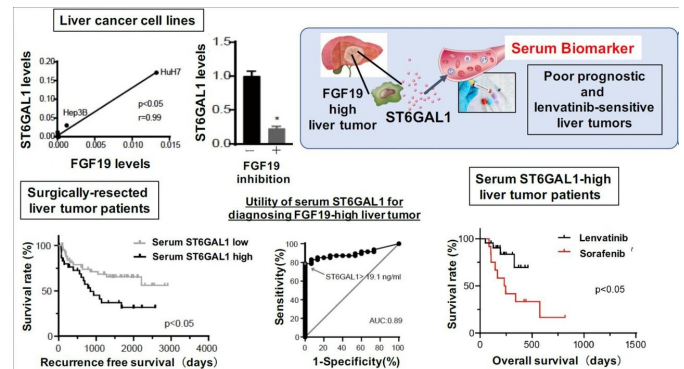 Liver cancer cell lines
ST6GAL1 levels
0.20
0.15
0.10
0.05
0.00
HuH7
Hep3B
p<0.05
r=0.99
0.000
0.005
0.010
0.015
FGF19 levels
ST6GAL1 levels
1.5
1.0
0.5
0.0
*
− +
FGF19
inhibition
FGF19
high
liver tumor
ST6GAL1
Serum Biomarker
Poor prognostic
and
lenvatinib-sensitive
liver tumors
Surgically-resected
liver tumor patients
Survival rate (%)
100
50
0
Serum ST6GAL1 low
Serum ST6GAL1 high
p<0.05
0 1000 2000 3000 4000
Recurrence free survival (days)
Utility of serum ST6GAL1 for
diagnosing FGF19-high liver tumor
Sensitivity(%)
100
80
60
40
20
0
ST6GAL1>19.1 ng/ml
AUC:0.89
0 20 40 60 80 100
1-Specificity(%)
Serum ST6GAL1-high
liver tumor patients
Survival rate (%)
100
50
0
Lenvatinib
Sorafenib
p<0.05
0 500 1000 1500 2000
Overall survival (days)